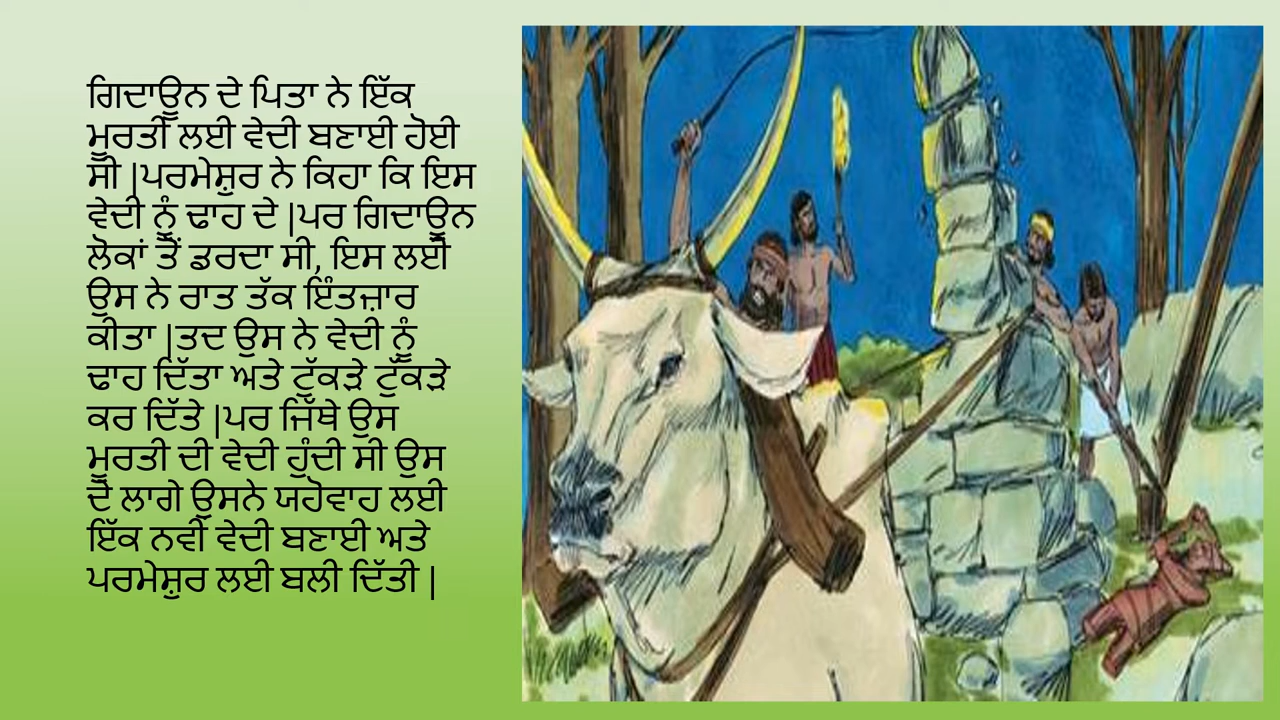 ਗਿਦਾਊਨ ਦੇ ਪਿਤਾ ਨੇ ਇੱਕ
ਮੂਰਤੀ ਲਈ ਵੇਦੀ ਬਣਾਈ ਹੋਈ
ਸੀ |ਪਰਮੇਸ਼ੁਰ ਨੇ ਕਿਹਾ ਕਿ ਇਸ
ਵੇਦੀ ਨੂੰ ਢਾਹ ਦੇ |ਪਰ ਗਿਦਾਊਨ
ਲੋਕਾਂ ਤੋਂ ਡਰਦਾ ਸੀ, ਇਸ ਲਈ
ਉਸ ਨੇ ਰਾਤ ਤੱਕ ਇੰਤਜ਼ਾਰ
ਕੀਤਾ |ਤਦ ਉਸ ਨੇ ਵੇਦੀ ਨੂੰ
ਢਾਹ ਦਿੱਤਾ ਅਤੇ ਟੁੱਕੜੇ ਟੁੱਕੜੇ
ਕਰ ਦਿੱਤੇ |ਪਰ ਜਿੱਥੇ ਉਸ
ਮੂਰਤੀ ਦੀ ਵੇਦੀ ਹੁੰਦੀ ਸੀ ਉਸ
ਦੇ ਲਾਗੇ ਉਸਨੇ ਯਹੋਵਾਹ ਲਈ
ਇੱਕ ਨਵੀਂ ਵੇਦੀ ਬਣਾਈ ਅਤੇ
ਪਰਮੇਸ਼ੁਰ ਲਈ ਬਲੀ ਦਿੱਤੀ |